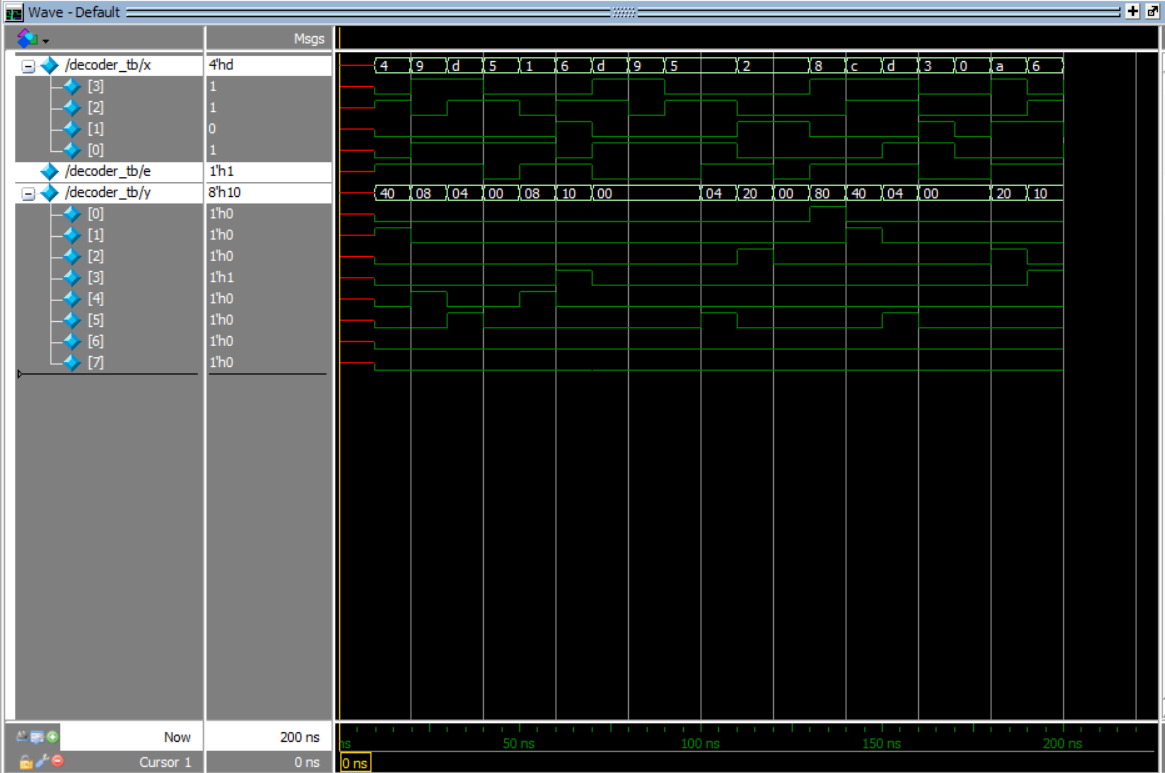 Wave - Default
Msgs
/decoder_tb/x 4'hd 4 9 d 5 1 6 d 9 5 2 8 c d 3 0 a 6
[3] 1
[2] 1
[1] 0
[0] 1
/decoder_tb/e 1'h1
/decoder_tb/y 8'h10 40 08 04 00 08 10 00 04 20 00 80 40 04 00 20 10
[0] 1'h0
[1] 1'h0
[2] 1'h0
[3] 1'h1
[4] 1'h0
[5] 1'h0
[6] 1'h0
[7] 1'h0
Now 200 ns ns 50 ns 100 ns 150 ns 200 ns
Cursor 1 0 ns 0 ns